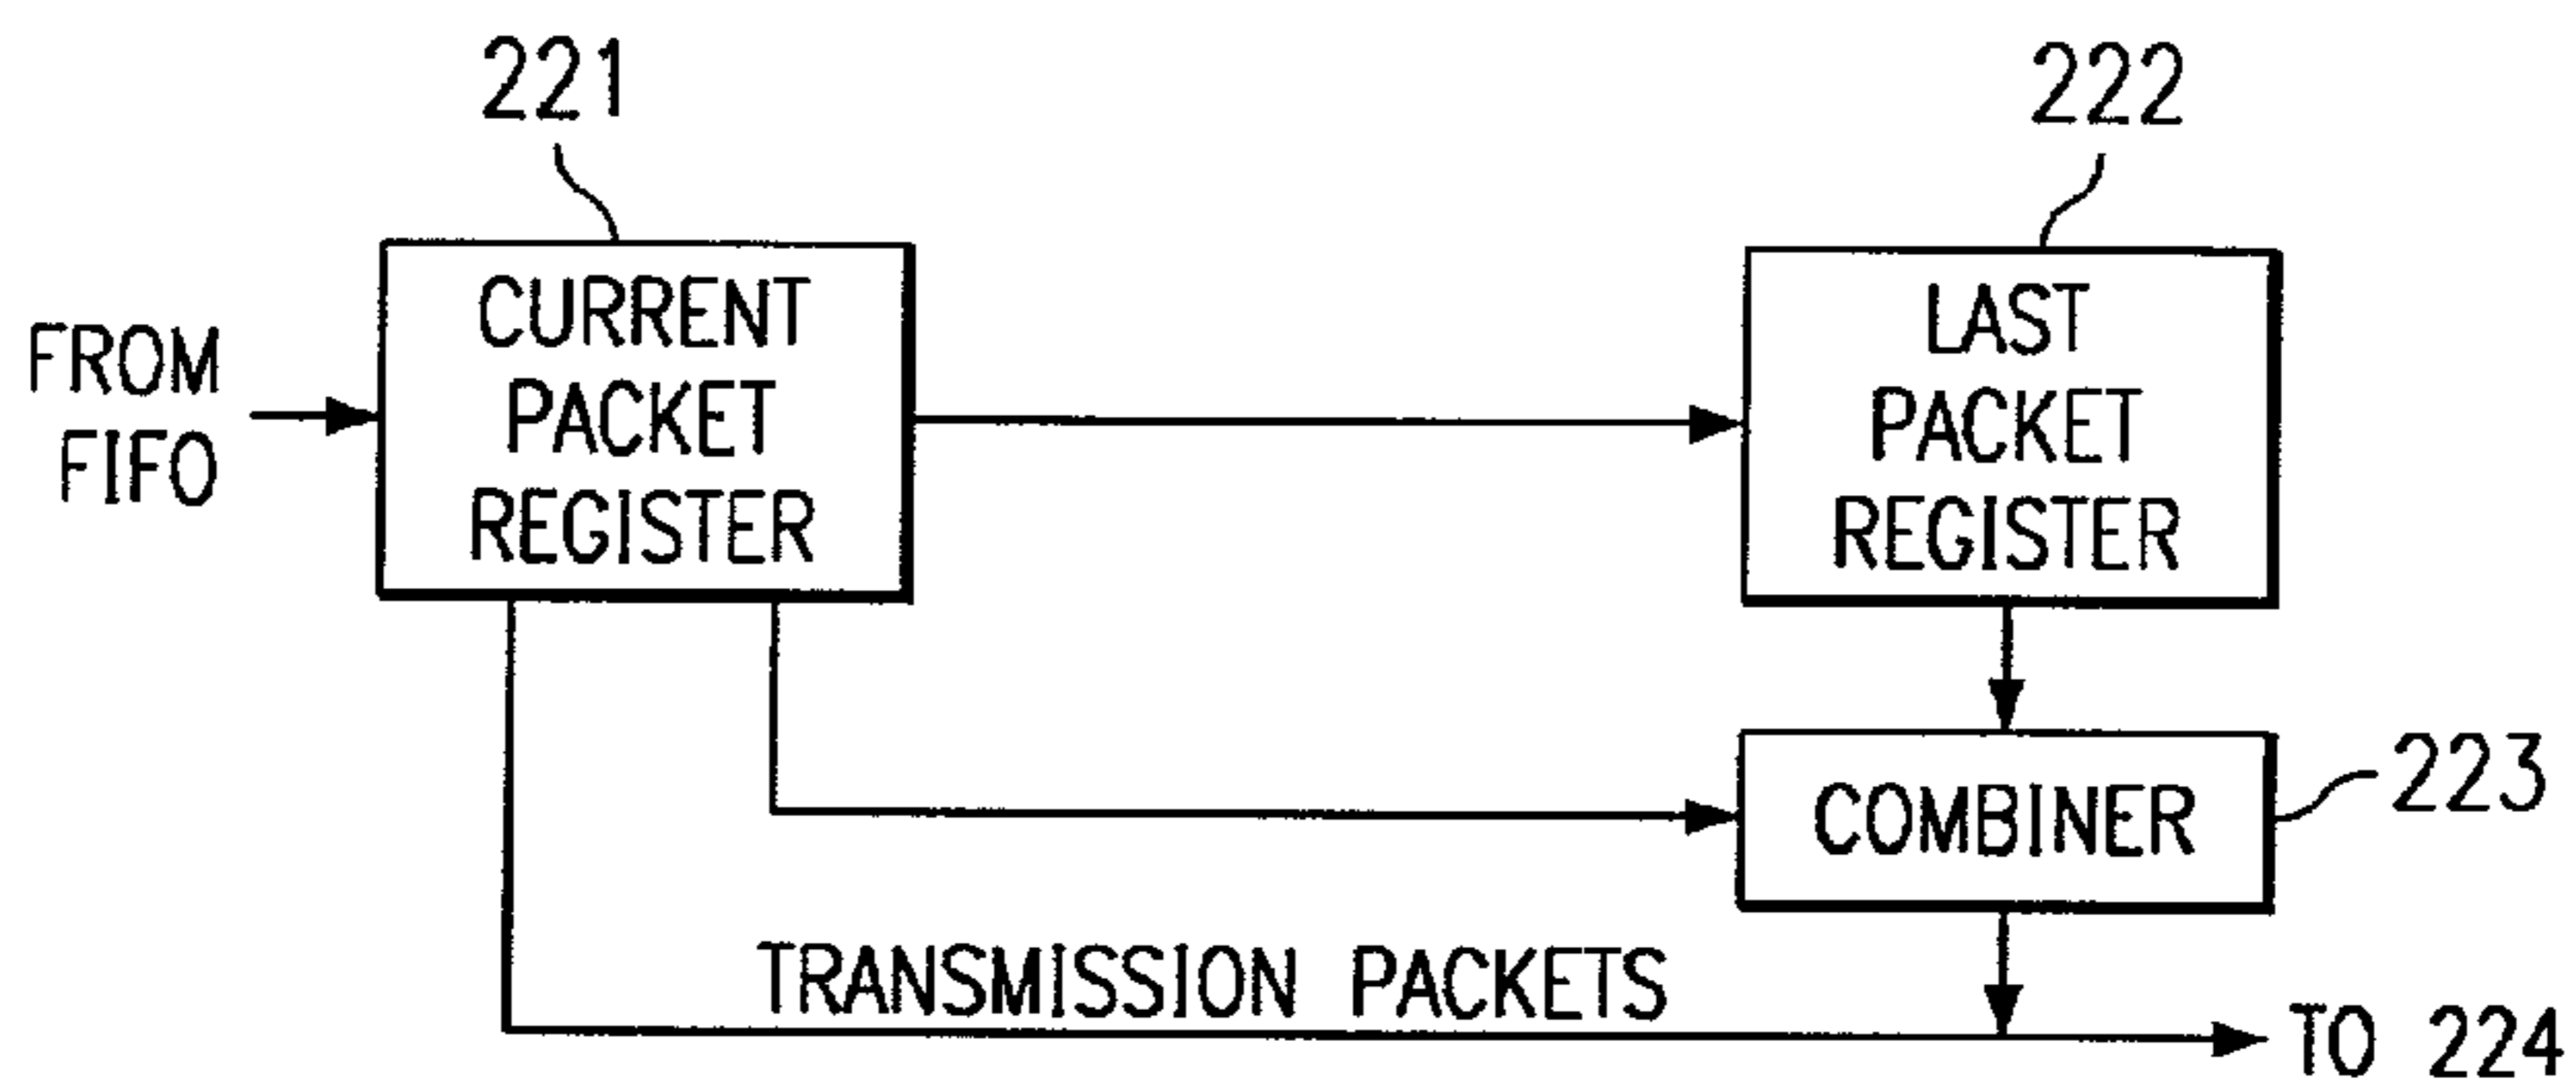 221
222
FROM
FIFO
CURRENT
PACKET
REGISTER
LAST
PACKET
REGISTER
COMBINER
223
TRANSMISSION PACKETS
TO 224